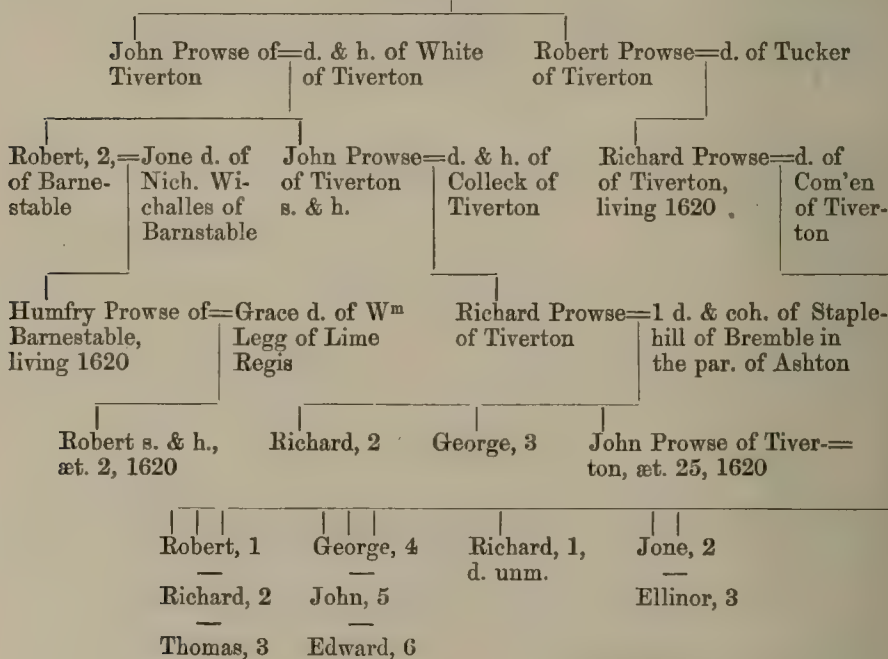 John Prowse of=d. & h. of White
Tiverton
of Tiverton
Robert Prowse=d. of Tucker
of Tiverton
Robert, 2,=Jone d. of
of Barne-
stable
Nich. Wi-
challes of
Barnstable
John Prowse=d. & h. of
of Tiverton
s. & h.
Colleck of
Tiverton
Richard Prowse=d. of
of Tiverton,
living 1620
Com'en
of Tiver-
ton
Humfry Prowse of=Grace d. of Wm
Barnestable,
living 1620
Legg of Lime
Regis
Richard Prowse=1 d. & coh. of Staple-
of Tiverton
hill of Bremble in
the par. of Ashton
Robert s. & h.,
æt. 2, 1620
Richard, 2
George, 3
John Prowse of Tiver-=
ton, æt. 25, 1620
Robert, 1
Richard, 2
Thomas, 3
George, 4
John, 5
Edward, 6
Richard, 1,
d. unm.
Jone, 2
Ellinor, 3